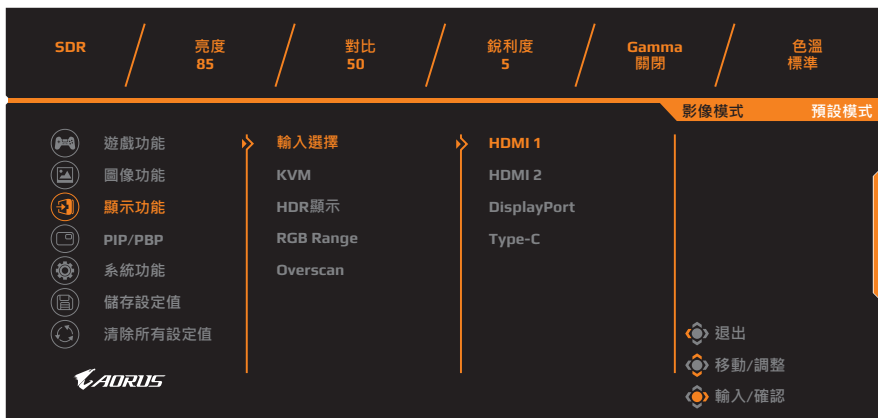 SDR
亮度
85
對比
50
銳利度
5
Gamma
關閉
色溫
標準
影像模式 預設模式
遊戲功能 輸入選擇 HDMI 1
圖像功能 KVM HDMI 2
顯示功能 HDR顯示 DisplayPort
PIP/PBP RGB Range Type-C
系統功能 Overscan
儲存設定值
清除所有設定值
退出
移動/調整
輸入/確認
AORUS